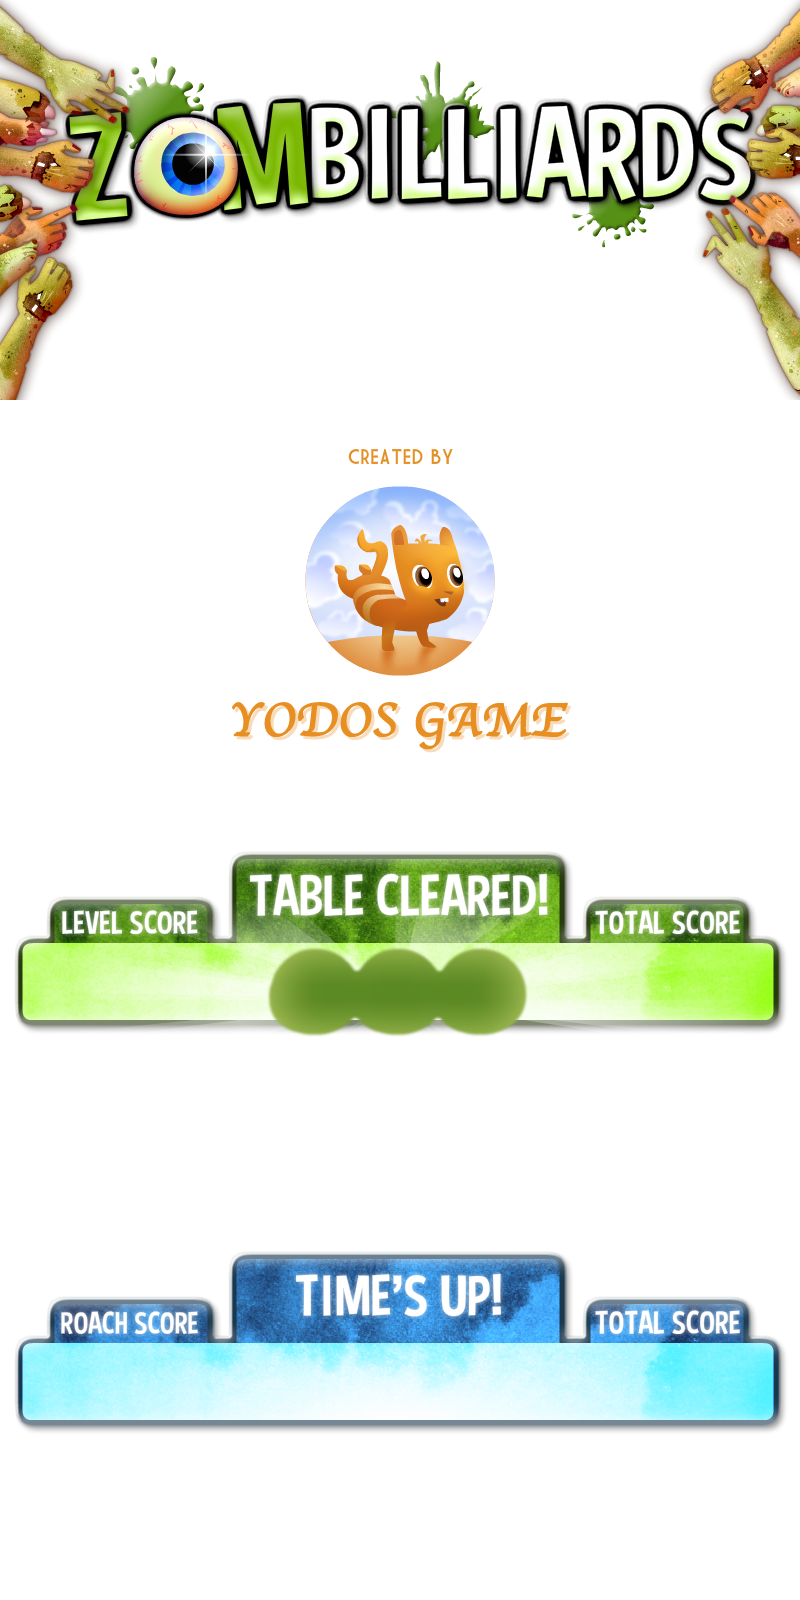 ZOMBILLIARDS
CREATED BY
YODOS GAME
TABLE CLEARED!
LEVEL SCORE
TOTAL SCORE
TIME'S UP!
ROACH SCORE
TOTAL SCORE